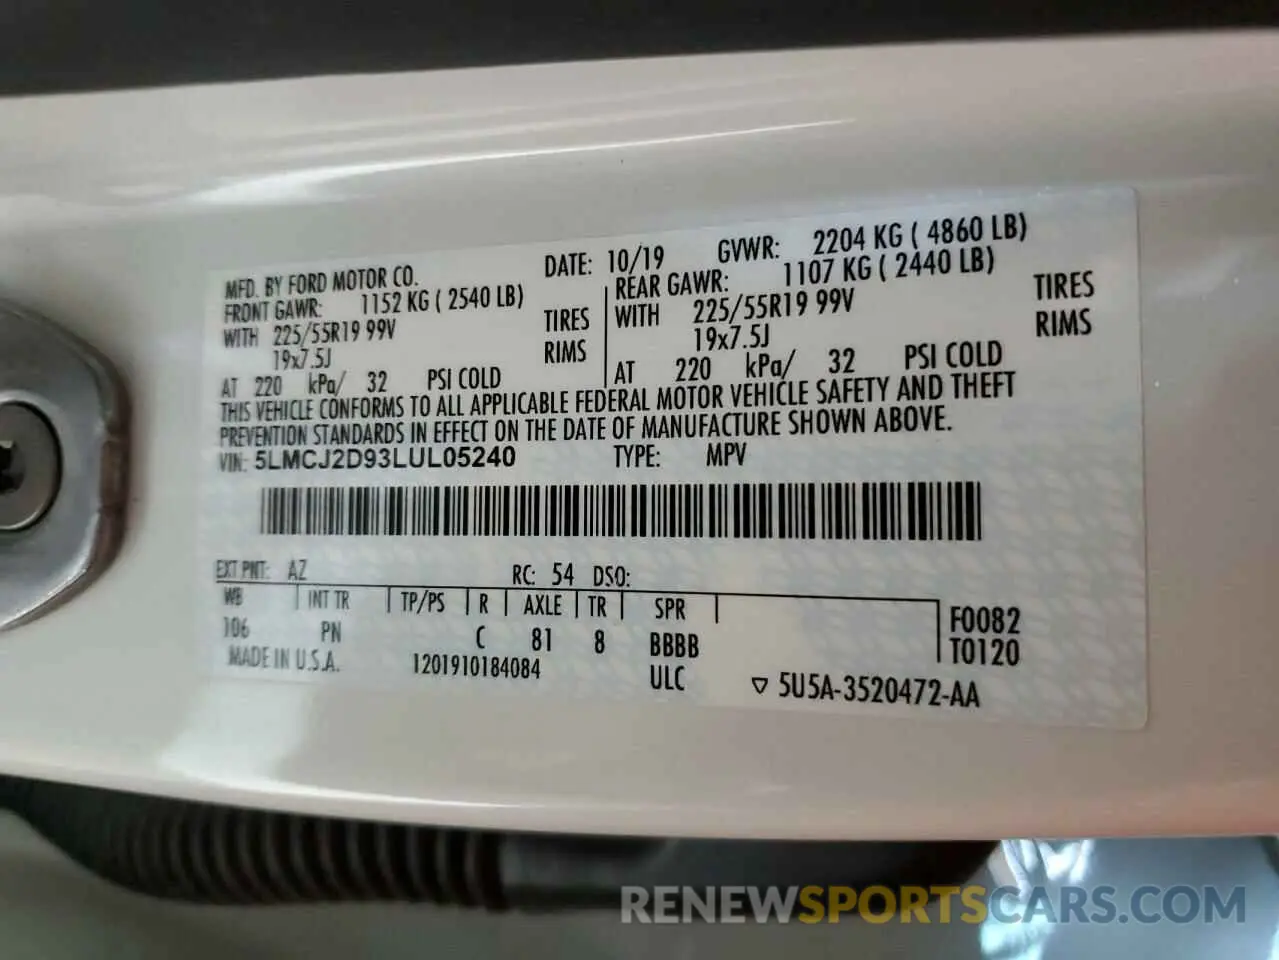 MFD. BY FORD MOTOR CO. DATE: 10/19 GVWR: 2204 KG ( 4860 LB)
FRONT GAWR: 1152 KG ( 2540 LB) REAR GAWR: 1107 KG ( 2440 LB)
WITH 225/55R19 99V TIRES WITH 225/55R19 99V TIRES
19x7.5J RIMS 19x7.5J RIMS
AT 220 kPa/ 32 PSI COLD AT 220 kPa/ 32 PSI COLD
THIS VEHICLE CONFORMS TO ALL APPLICABLE FEDERAL MOTOR VEHICLE SAFETY AND THEFT
PREVENTION STANDARDS IN EFFECT ON THE DATE OF MANUFACTURE SHOWN ABOVE.
VIN: 5LMCJ2D93LUL05240 TYPE: MPV
EXT PNT: AZ RC: 54 DSO:
WB INT TR TP/PS R AXLE TR SPR F0082
106 PN C 81 8 BBBB T0120
MADE IN U.S.A. 1201910184084 ULC ▽ 5U5A-3520472-AA
RENEWSPORTSCARS.COM